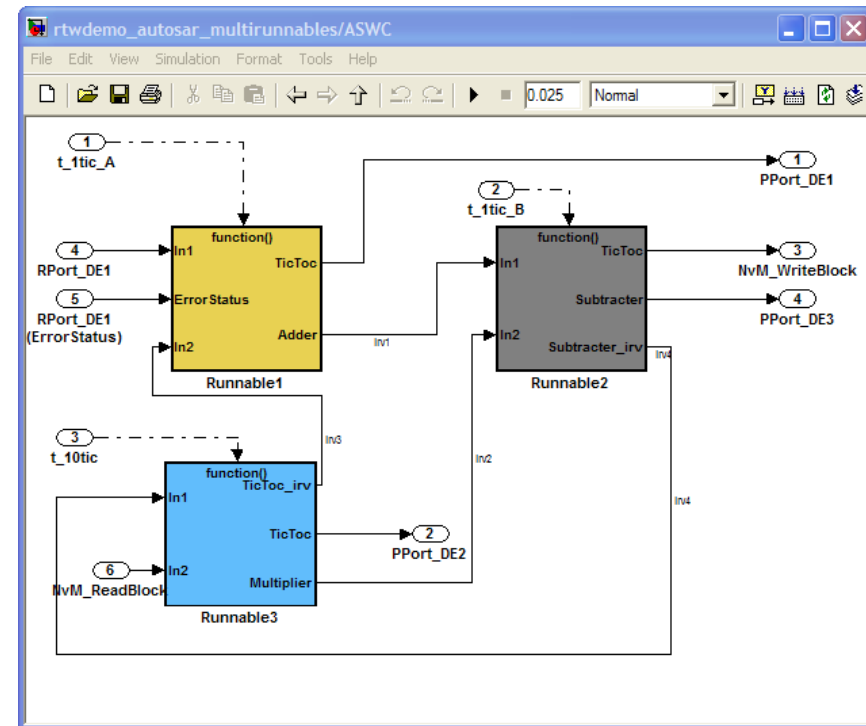 rtwdemo_autosar_multirunnables/ASWC
File Edit View Simulation Format Tools Help
0.025 Normal
1
t_1tic_A
1
PPort_DE1
2
t_1tic_B
function()
In1
TicToc
ErrorStatus
Adder
In2
Runnable1
4
RPort_DE1
5
RPort_DE1
(ErrorStatus)
Irv1
function()
TicToc
In1
Subtracter
In2
Subtracter_irv
Runnable2
3
NvM_WriteBlock
4
PPort_DE3
Irv4
3
t_10tic
Irv3
Irv2
Irv4
function()
TicToc_irv
In1
TicToc
In2
Multiplier
Runnable3
2
PPort_DE2
6
NvM_ReadBlock